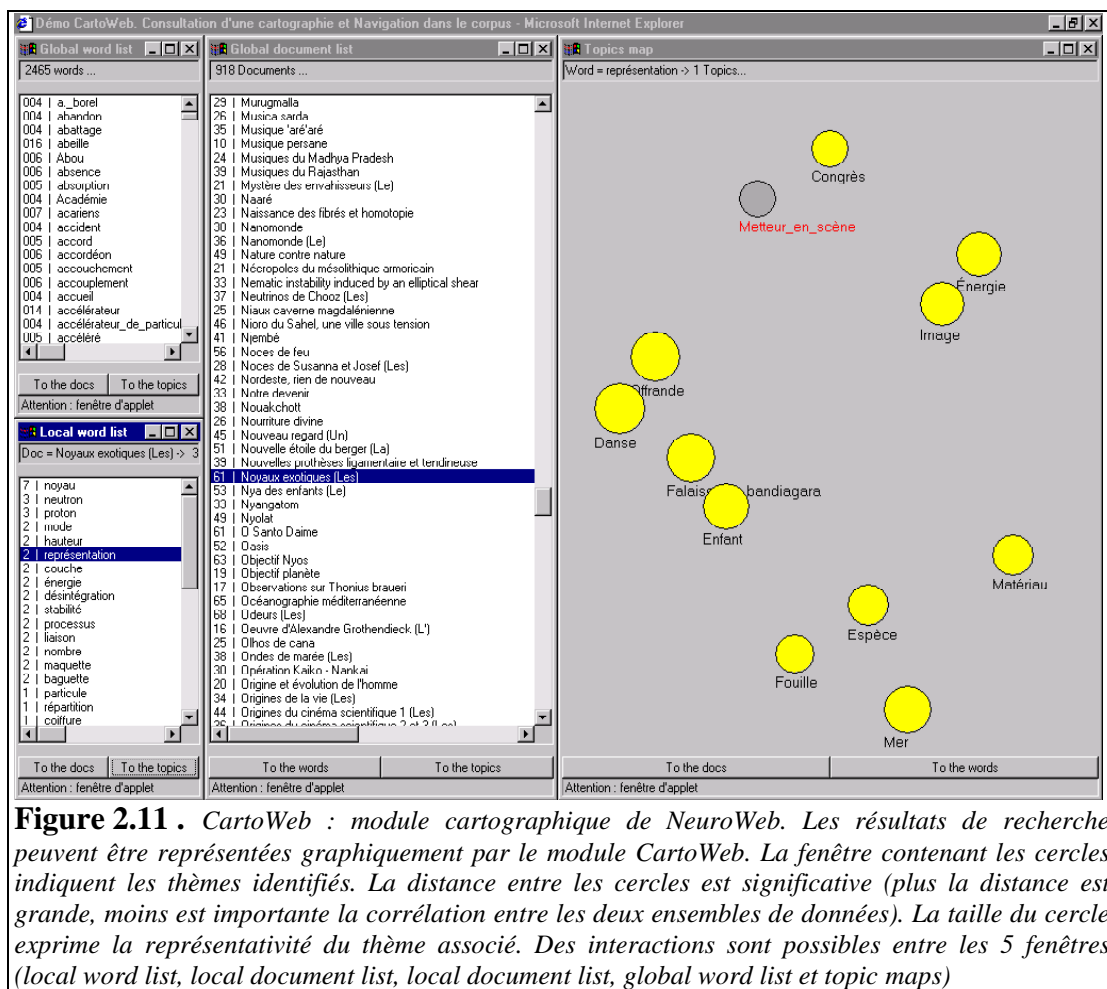 Démo CartoWeb. Consultation d'une cartographie et Navigation dans le corpus - Microsoft Internet Explorer
Global word list
2465 words ...
004 | a._borel
004 | abandon
004 | abattage
016 | abeille
006 | Abou
006 | absence
005 | absorption
004 | Académie
007 | acariens
004 | accident
005 | accord
006 | accordéon
005 | accouchement
006 | accouplement
004 | accueil
014 | accélérateur
004 | accélérateur_de_particul
005 | accéléré
To the docs To the topics
Attention : fenêtre d'applet
Local word list
Doc = Noyaux exotiques (Les) -> 3
7 | noyau
3 | neutron
3 | proton
2 | mode
2 | hauteur
2 | représentation
2 | couche
2 | énergie
2 | désintégration
2 | stabilité
2 | processus
2 | liaison
2 | nombre
2 | maquette
2 | baguette
1 | particule
1 | répartition
1 | coiffure
To the docs To the topics
Attention : fenêtre d'applet
Global document list
918 Documents ...
29 | Murugmalla
26 | Musica sarda
35 | Musique 'aré'aré
10 | Musique persane
24 | Musiques du Madhya Pradesh
39 | Musiques du Rajasthan
21 | Mystère des envahisseurs (Le)
30 | Naaré
23 | Naissance des fibrés et homotopie
30 | Nanomonde
36 | Nanomonde (Le)
49 | Nature contre nature
21 | Nécropoles du mésolithique armoricain
33 | Nematic instability induced by an elliptical shear
37 | Neutrinos de Chooz (Les)
25 | Niaux caverne magdalénienne
46 | Nioro du Sahel, une ville sous tension
41 | Njembé
56 | Noces de feu
28 | Noces de Susanna et Josef (Les)
42 | Nordeste, rien de nouveau
33 | Notre devenir
38 | Nouakchott
26 | Nourriture divine
45 | Nouveau regard (Un)
51 | Nouvelle étoile du berger (La)
39 | Nouvelles prothèses ligamentaire et tendineuse
61 | Noyaux exotiques (Les)
53 | Nya des enfants (Le)
33 | Nyangatom
49 | Nyolat
61 | O Santo Daime
52 | Oasis
63 | Objectif Nyos
19 | Objectif planète
17 | Observations sur Thonius braueri
65 | Océanographie méditerranéenne
68 | Odeurs (Les)
16 | Oeuvre d'Alexandre Grothendieck (L')
25 | Olhos de cana
38 | Ondes de marée (Les)
30 | Opération Kaiko - Nankai
20 | Origine et évolution de l'homme
34 | Origines de la vie (Les)
44 | Origines du cinéma scientifique 1 (Les)
26 | Origines du cinéma scientifique 2 et 3 (Les)
To the words To the topics
Attention : fenêtre d'applet
Topics map
Word = représentation -> 1 Topics...
Congrès
Metteur_en_scène
Énergie
Image
Offrande
Danse
Falaise bandiagara
Enfant
Matériau
Espèce
Fouille
Mer
To the docs To the words
Attention : fenêtre d'applet
Figure 2.11 . CartoWeb : module cartographique de NeuroWeb. Les résultats de recherche
peuvent être représentées graphiquement par le module CartoWeb. La fenêtre contenant les cercles
indiquent les thèmes identifiés. La distance entre les cercles est significative (plus la distance est
grande, moins est importante la corrélation entre les deux ensembles de données). La taille du cercle
exprime la représentativité du thème associé. Des interactions sont possibles entre les 5 fenêtres
(local word list, local document list, local document list, global word list et topic maps)